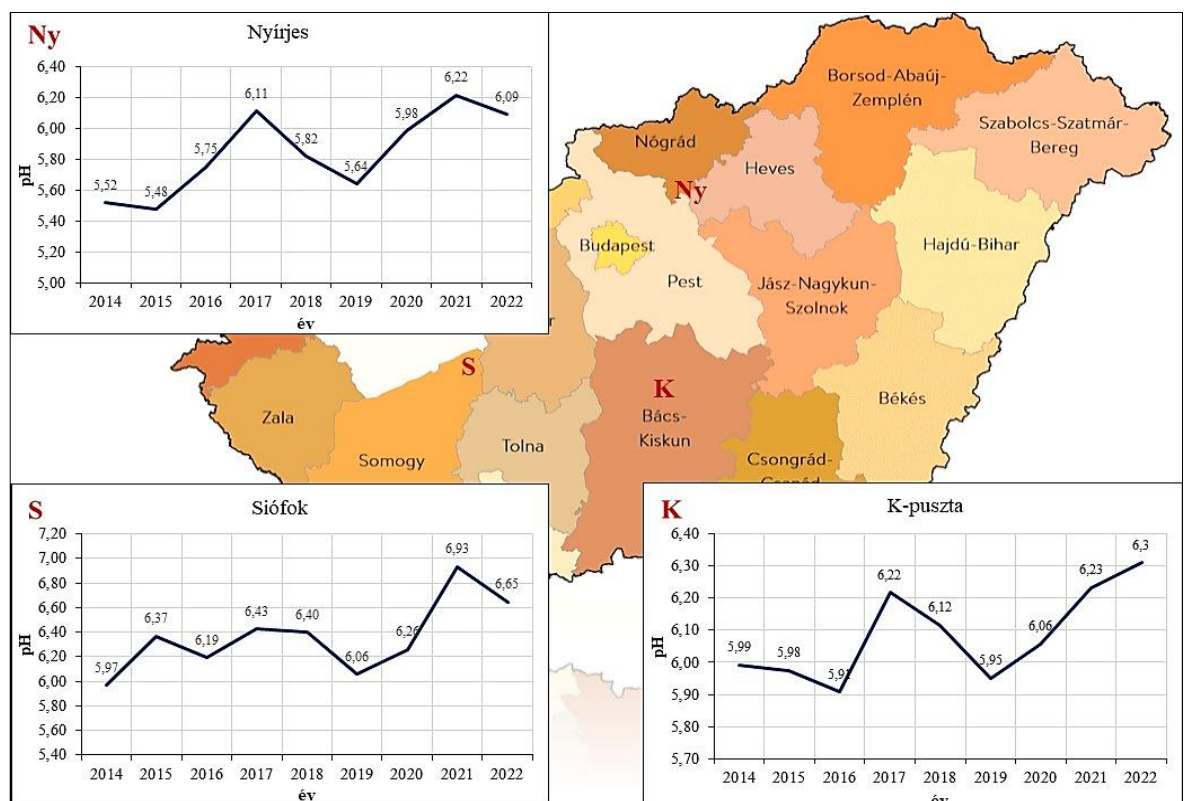 Ny
Nyírjes
6,40
6,20
6,00
5,80
5,60
5,40
5,20
5,00
pH
5,52
5,48
5,75
6,11
5,82
5,64
5,98
6,22
6,09
2014 2015 2016 2017 2018 2019 2020 2021 2022
év
Borsod-Abaúj-
Zemplén
Szabolcs-Szatmár-
Bereg
Nógrád
Heves
Ny
Budapest
Hajdú-Bihar
Pest
Jász-Nagykun-
Szolnok
r
S
K
Bács-
Kiskun
Békés
Zala
Tolna
Somogy
Csongrád-
Csanád
S
Siófok
7,20
7,00
6,80
6,60
6,40
6,20
6,00
5,80
5,60
5,40
pH
5,97
6,37
6,19
6,43
6,40
6,06
6,26
6,93
6,65
2014 2015 2016 2017 2018 2019 2020 2021 2022
év
K
K-puszta
6,40
6,30
6,20
6,10
6,00
5,90
5,80
5,70
pH
5,99
5,98
5,91
6,22
6,12
5,95
6,06
6,23
6,3
2014 2015 2016 2017 2018 2019 2020 2021 2022
év